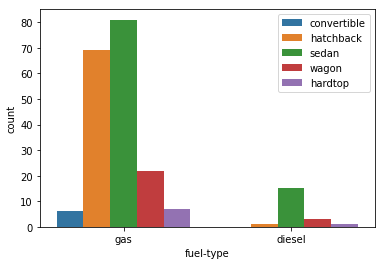 80
70
60
50
40
30
20
10
0
count
gas
diesel
fuel-type
convertible
hatchback
sedan
wagon
hardtop